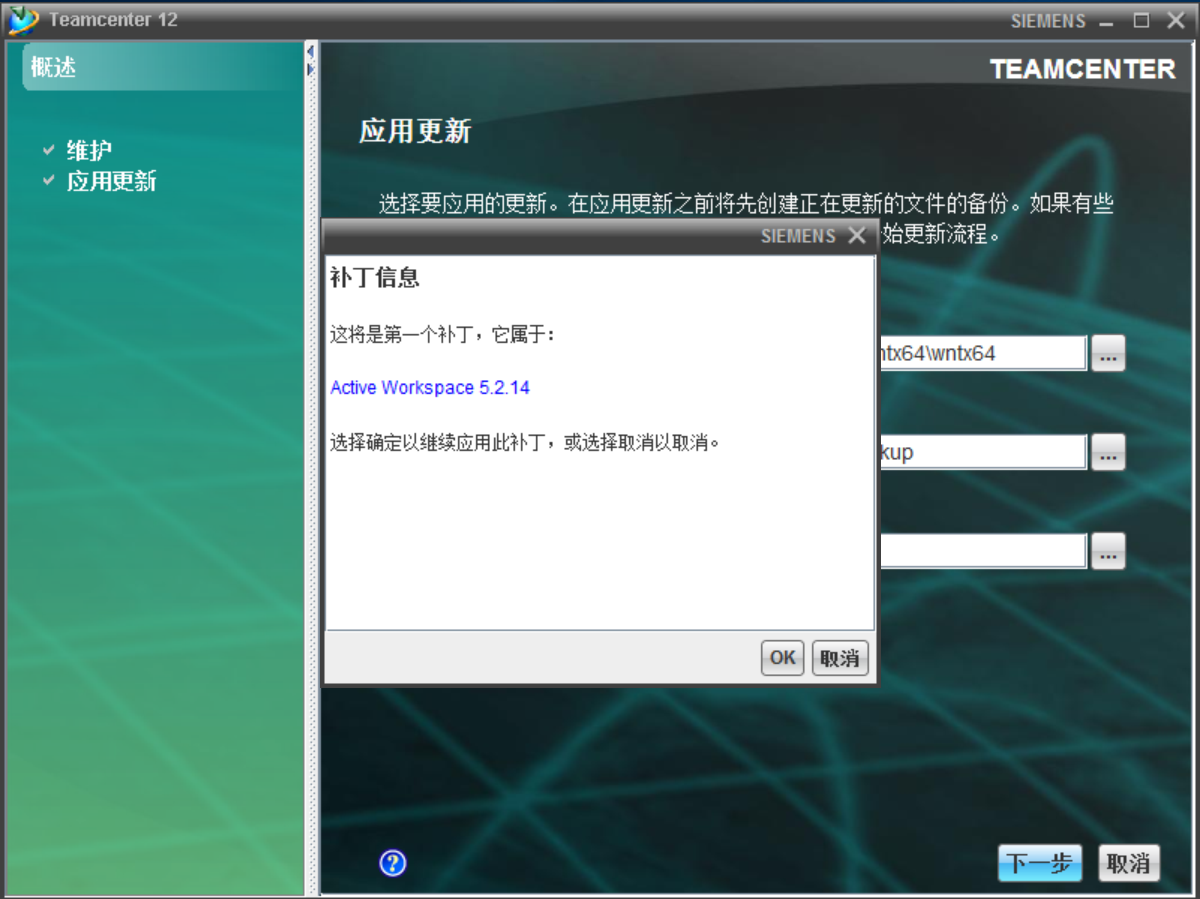 Teamcenter 12
SIEMENS
概述
TEAMCENTER
维护
应用更新
应用更新
选择要应用的更新。在应用更新之前将先创建正在更新的文件的备份。如果有些
始更新流程。
SIEMENS
补丁信息
这将是第一个补丁，它属于：
Active Workspace 5.2.14
选择确定以继续应用此补丁，或选择取消以取消。
OK
取消
ntx64\wntx64
...
kup
...
...
?
下一步
取消